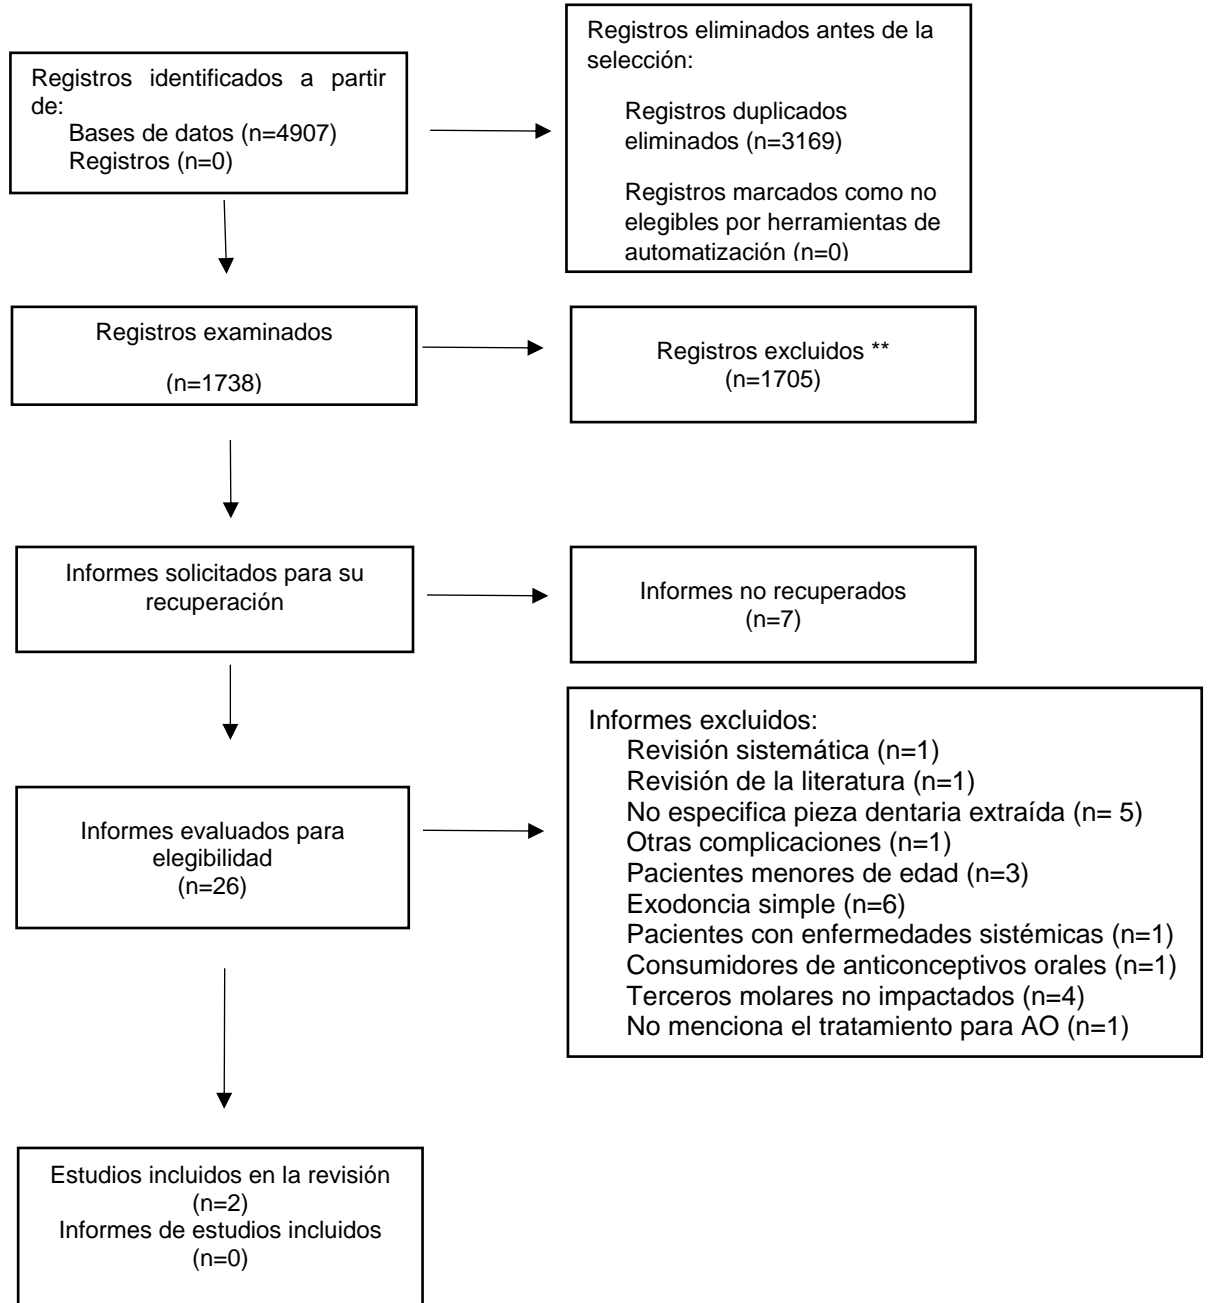 Registros identificados a partir
de:
Bases de datos (n=4907)
Registros (n=0)
Registros eliminados antes de la
selección:
Registros duplicados
eliminados (n=3169)
Registros marcados como no
elegibles por herramientas de
automatización (n=0)
Registros examinados
(n=1738)
Registros excluidos **
(n=1705)
Informes solicitados para su
recuperación
Informes no recuperados
(n=7)
Informes evaluados para
elegibilidad
(n=26)
Informes excluidos:
Revisión sistemática (n=1)
Revisión de la literatura (n=1)
No especifica pieza dentaria extraída (n= 5)
Otras complicaciones (n=1)
Pacientes menores de edad (n=3)
Exodoncia simple (n=6)
Pacientes con enfermedades sistémicas (n=1)
Consumidores de anticonceptivos orales (n=1)
Terceros molares no impactados (n=4)
No menciona el tratamiento para AO (n=1)
Estudios incluidos en la revisión
(n=2)
Informes de estudios incluidos
(n=0)